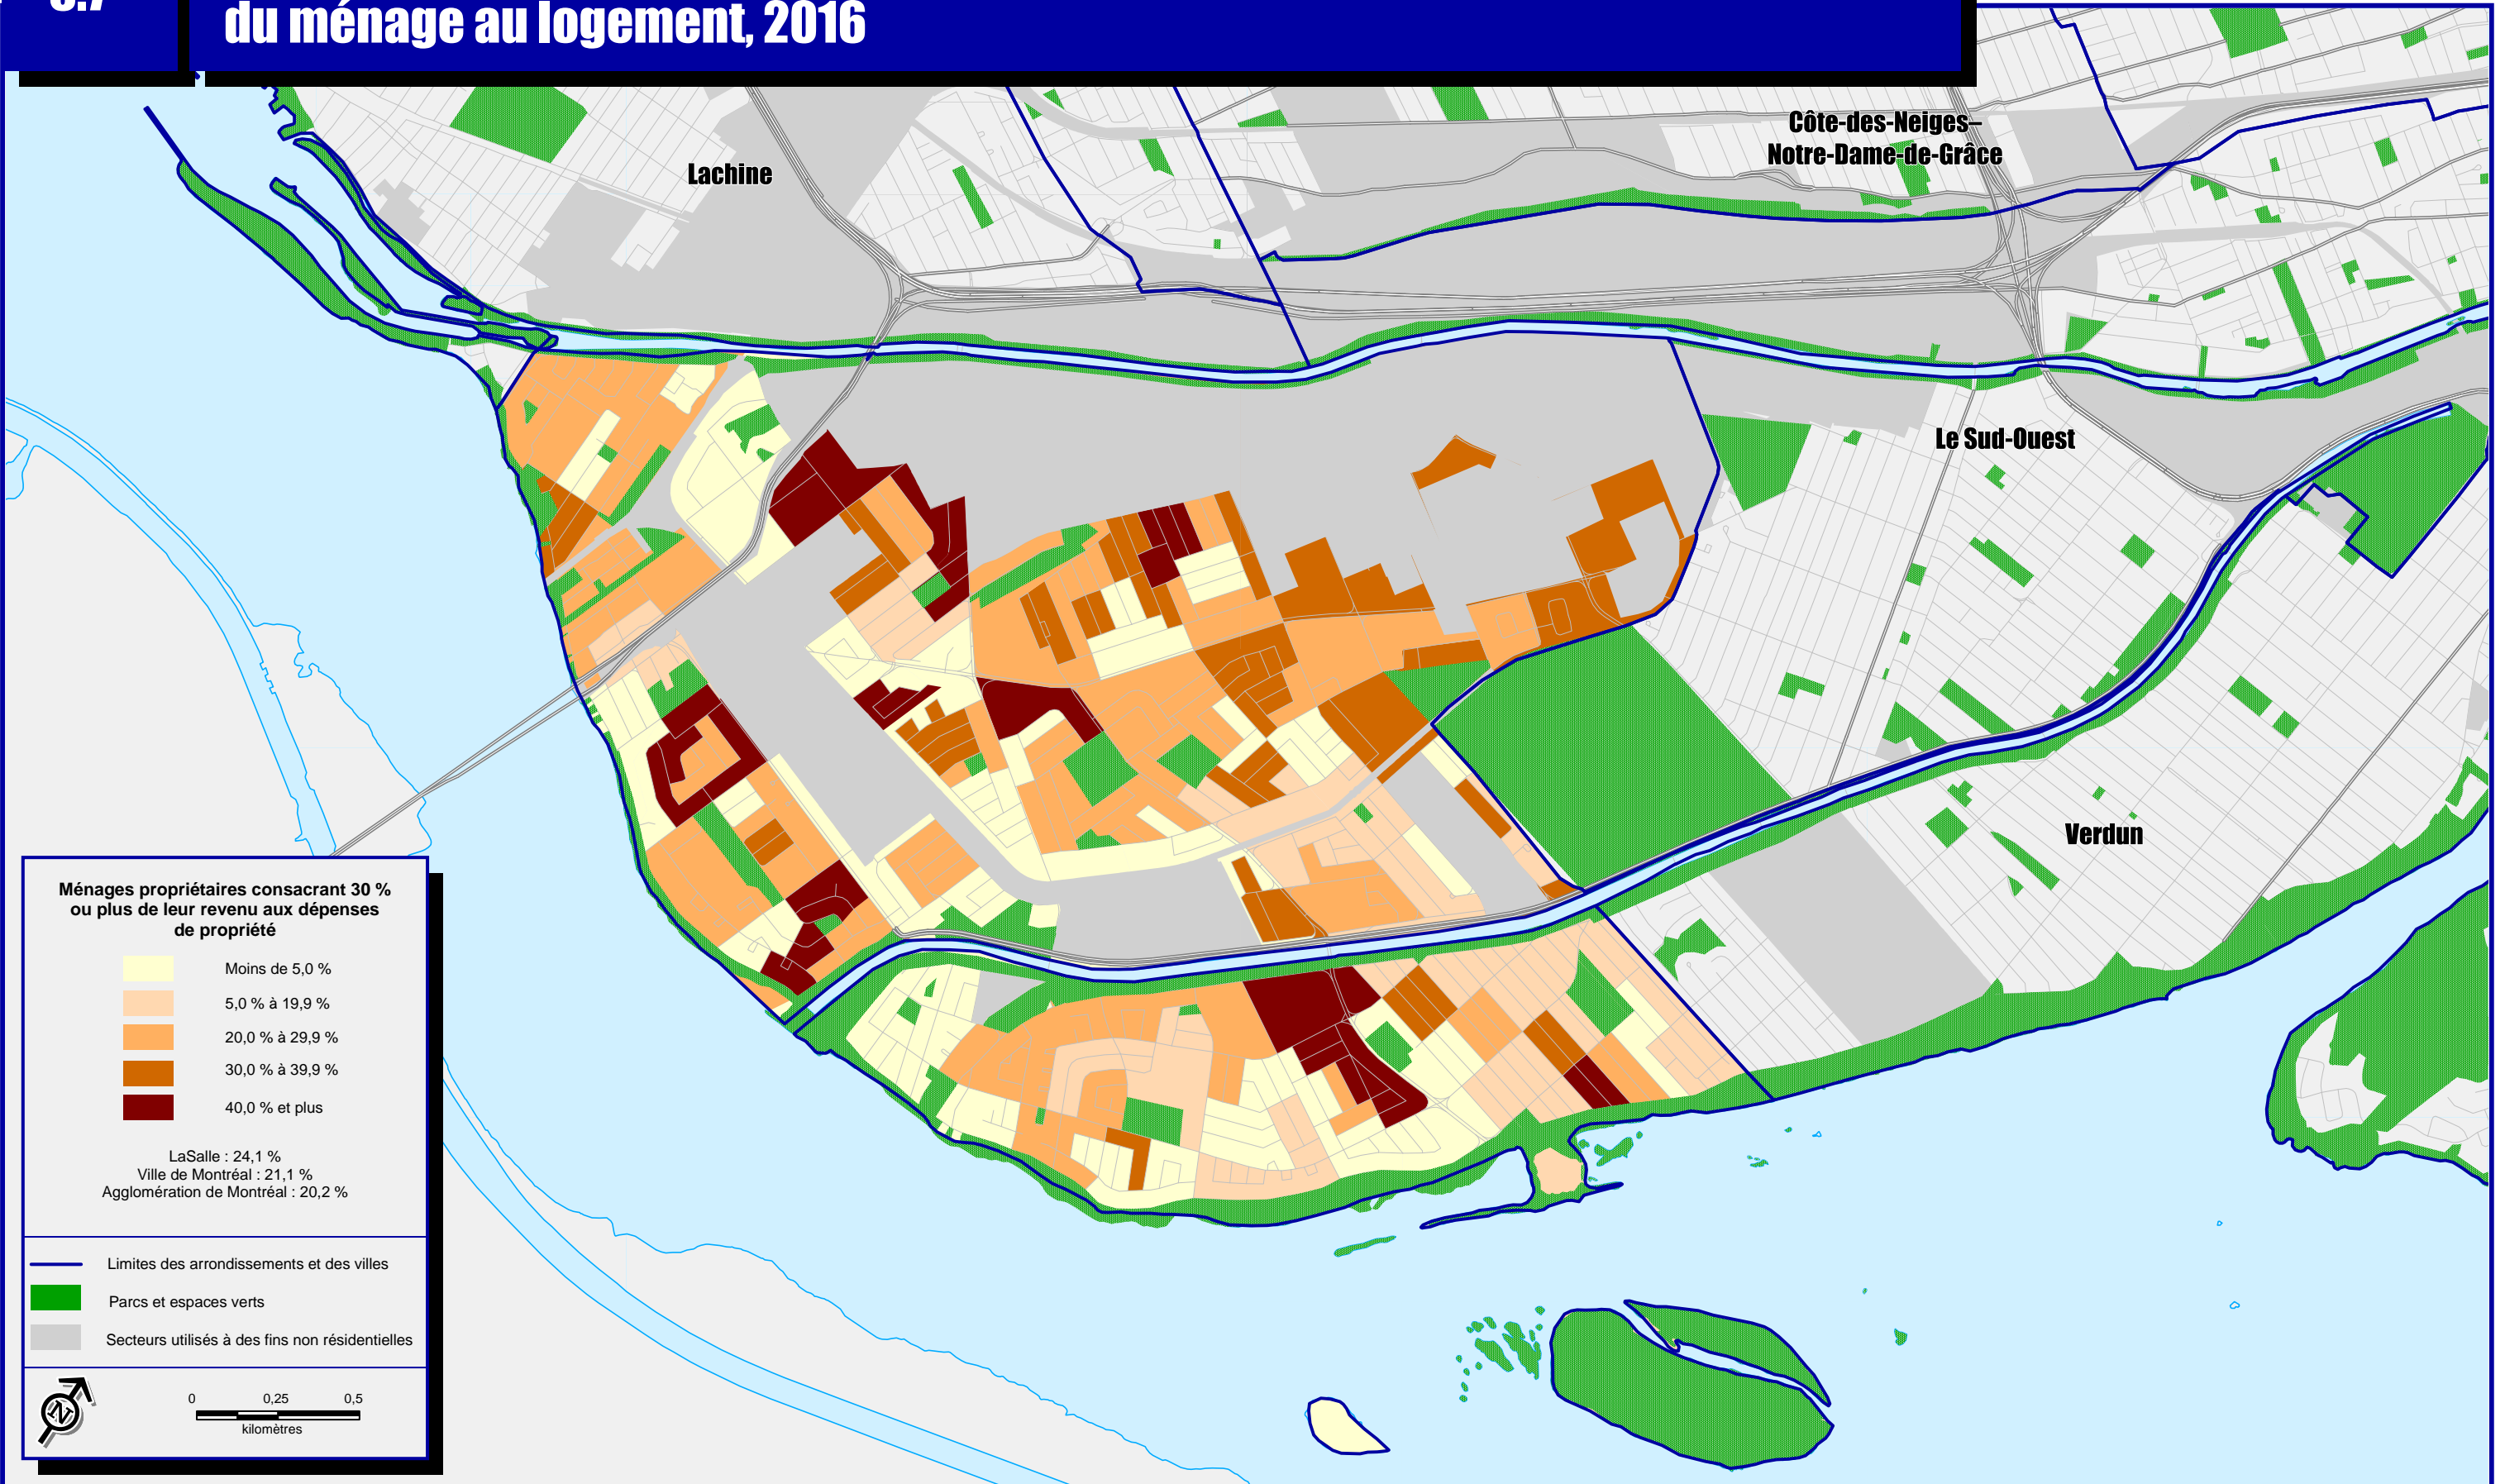 du ménage au logement, 2016
Lachine
Côte-des-Neiges–
Notre-Dame-de-Grâce
Le Sud-Ouest
Verdun
Ménages propriétaires consacrant 30 %
ou plus de leur revenu aux dépenses
de propriété
Moins de 5,0 %
5,0 % à 19,9 %
20,0 % à 29,9 %
30,0 % à 39,9 %
40,0 % et plus
LaSalle : 24,1 %
Ville de Montréal : 21,1 %
Agglomération de Montréal : 20,2 %
Limites des arrondissements et des villes
Parcs et espaces verts
Secteurs utilisés à des fins non résidentielles
N
0 0,25 0,5
kilomètres